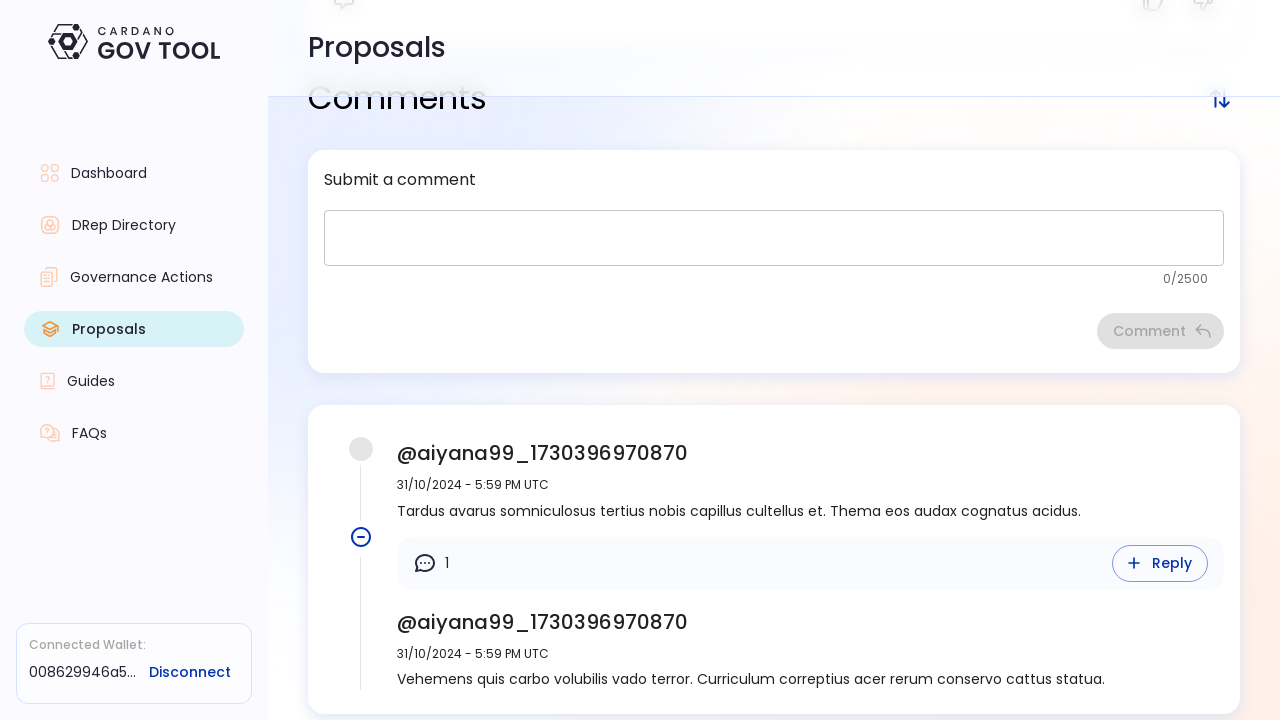 CARDANO
GOV TOOL
Proposals
Comments
Dashboard
DRep Directory
Governance Actions
Proposals
Guides
FAQs
Submit a comment
0/2500
Comment
@aiyana99_1730396970870
31/10/2024 - 5:59 PM UTC
Tardus avarus somniculosus tertius nobis capillus cultellus et. Thema eos audax cognatus acidus.
1
Reply
@aiyana99_1730396970870
31/10/2024 - 5:59 PM UTC
Vehemens quis carbo volubilis vado terror. Curriculum correptius acer rerum conservo cattus statua.
Connected Wallet:
008629946a5...
Disconnect